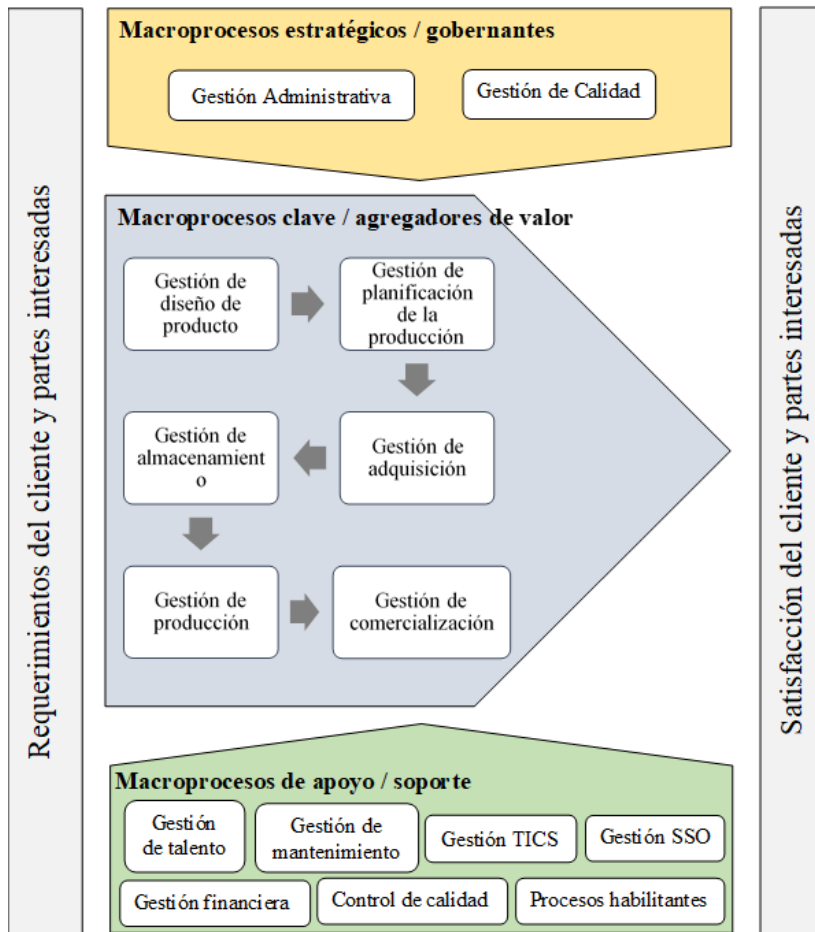 Requerimientos del cliente y partes interesadas
Macroprocesos estratégicos / gobernantes
Gestión Administrativa
Gestión de Calidad
Macroprocesos clave / agregadores de valor
Gestión de
diseño de
producto
Gestión de
planificación
de la
producción
Gestión de
adquisición
Gestión de
almacenamient
o
Gestión de
producción
Gestión de
comercialización
Macroprocesos de apoyo / soporte
Gestión
de talento
Gestión de
mantenimiento
Gestión TICS
Gestión SSO
Gestión financiera
Control de calidad
Procesos habilitantes
Satisfacción del cliente y partes interesadas